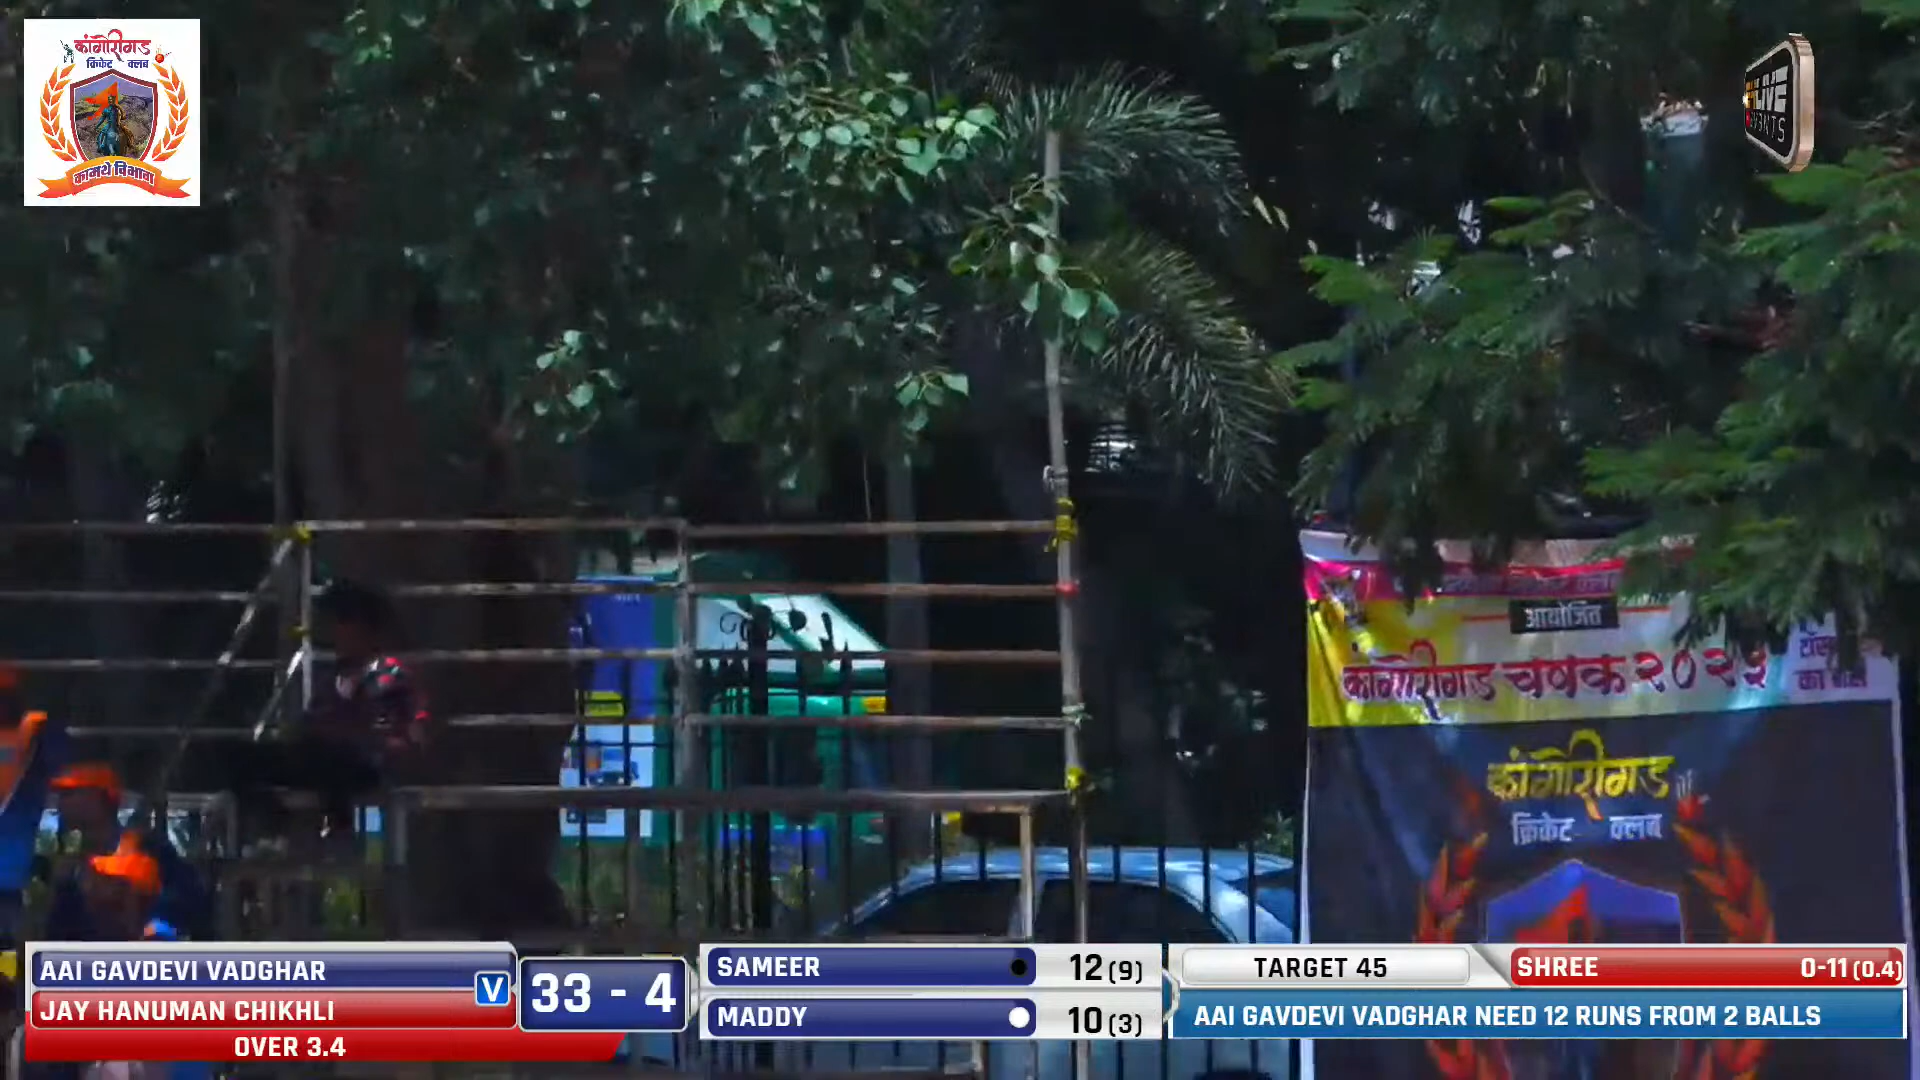 कांगोरीगड
क्रिकेट क्लब
कामथे विभाग
LIVE
EVENTS
आयोजित
कांगोरीगड चषक २०२३
कांगोरीगड
क्रिकेट क्लब
AAI GAVDEVI VADGHAR
V
JAY HANUMAN CHIKHLI
OVER 3.4
33 - 4
SAMEER 12 (9)
MADDY 10 (3)
TARGET 45
SHREE 0-11 (0.4)
AAI GAVDEVI VADGHAR NEED 12 RUNS FROM 2 BALLS